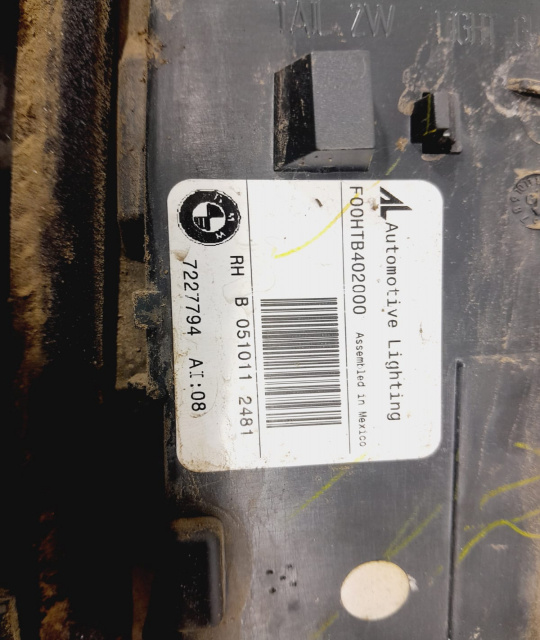 AL Automotive Lighting
F00HTB402000 Assembled in Mexico
RH B 051011 2481
7227794 AI:08